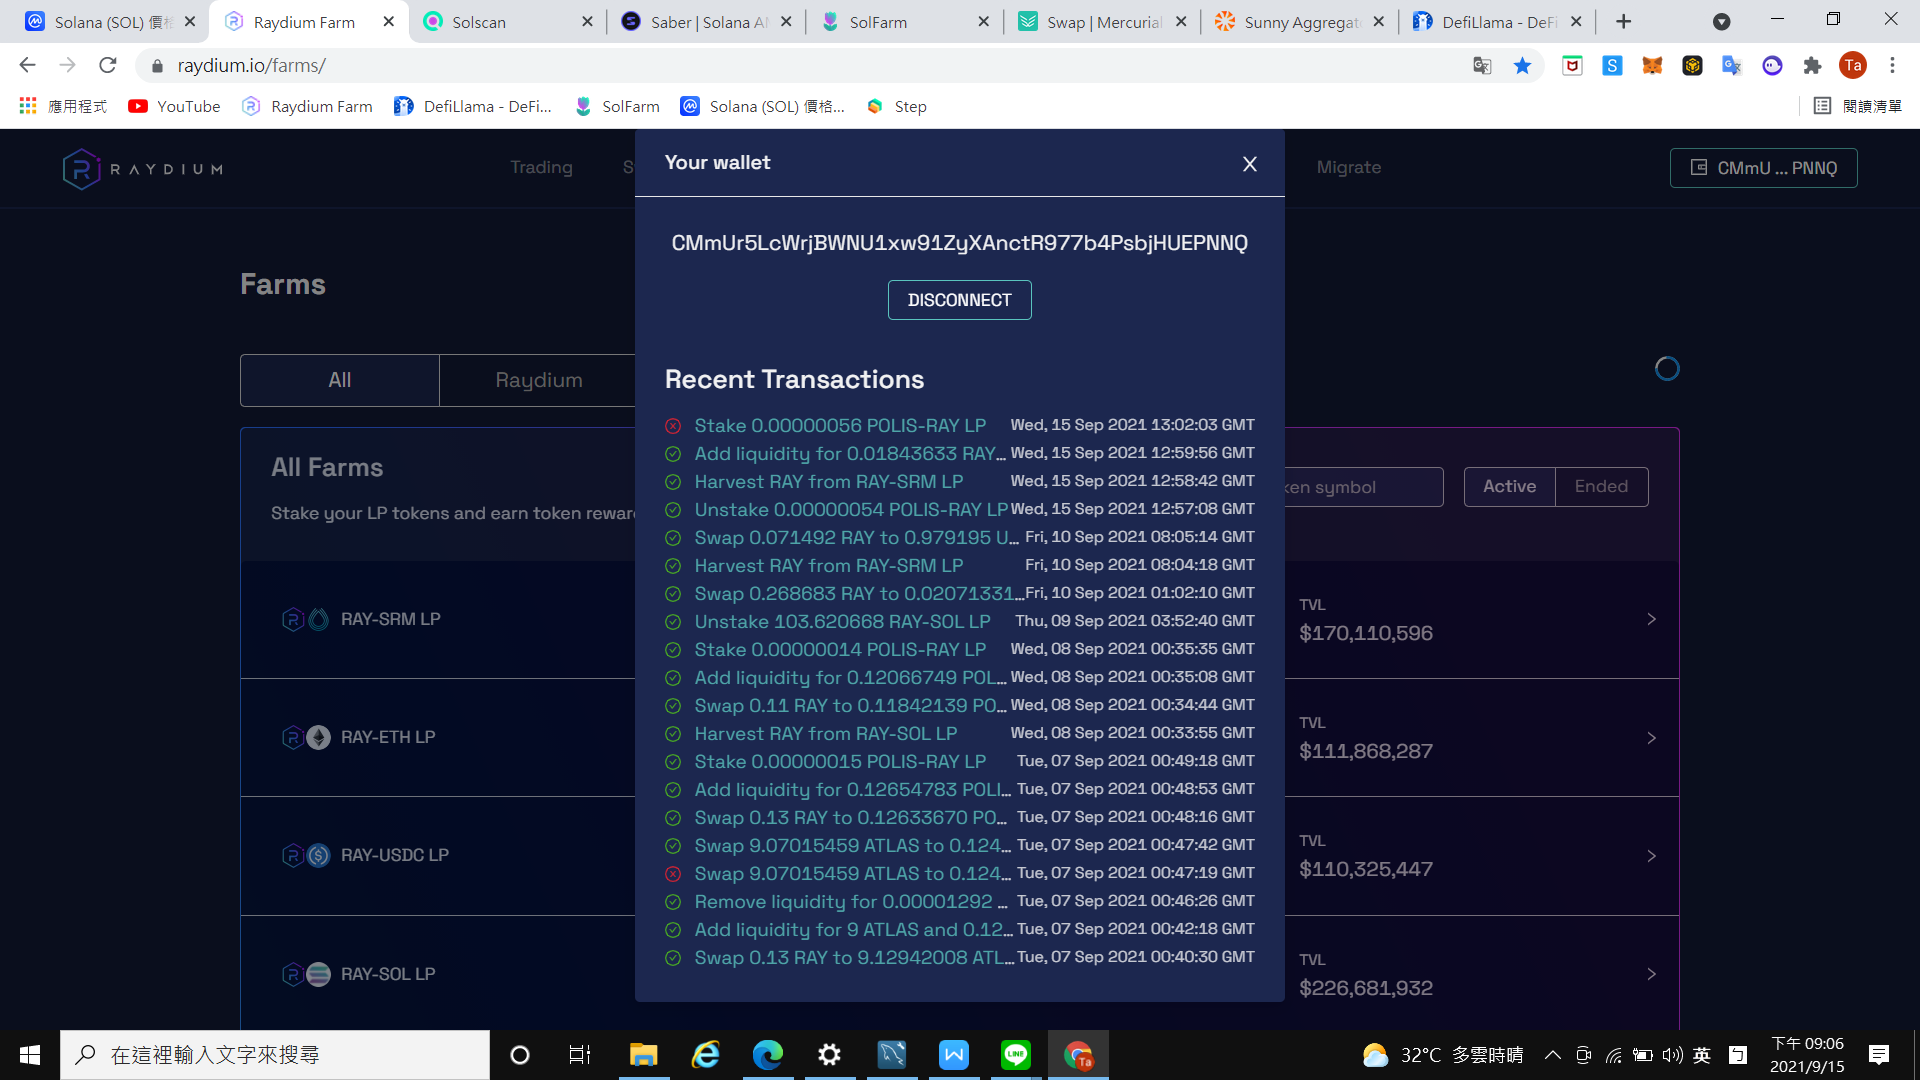 Solana (SOL) 價格
Raydium Farm
Solscan
Saber | Solana A
SolFarm
Swap | Mercurial
Sunny Aggregat
DefiLlama - DeFi
raydium.io/farms/
Ta
應用程式
YouTube
Raydium Farm
DefiLlama - DeFi...
SolFarm
Solana (SOL) 價格...
Step
閱讀清單
RAYDIUM
Trading
S
Your wallet
X
Migrate
CMmU ... PNNQ
CMmUr5LcWrjBWNU1xw91ZyXAnctR977b4PsbjHUEPNNQ
DISCONNECT
Farms
All
Raydium
Recent Transactions
Stake 0.00000056 POLIS-RAY LP Wed, 15 Sep 2021 13:02:03 GMT
Add liquidity for 0.01843633 RAY... Wed, 15 Sep 2021 12:59:56 GMT
Harvest RAY from RAY-SRM LP Wed, 15 Sep 2021 12:58:42 GMT
Unstake 0.00000054 POLIS-RAY LP Wed, 15 Sep 2021 12:57:08 GMT
Swap 0.071492 RAY to 0.979195 U... Fri, 10 Sep 2021 08:05:14 GMT
Harvest RAY from RAY-SRM LP Fri, 10 Sep 2021 08:04:18 GMT
Swap 0.268683 RAY to 0.02071331... Fri, 10 Sep 2021 01:02:10 GMT
Unstake 103.620668 RAY-SOL LP Thu, 09 Sep 2021 03:52:40 GMT
Stake 0.00000014 POLIS-RAY LP Wed, 08 Sep 2021 00:35:35 GMT
Add liquidity for 0.12066749 POL... Wed, 08 Sep 2021 00:35:08 GMT
Swap 0.11 RAY to 0.11842139 PO... Wed, 08 Sep 2021 00:34:44 GMT
Harvest RAY from RAY-SOL LP Wed, 08 Sep 2021 00:33:55 GMT
Stake 0.00000015 POLIS-RAY LP Tue, 07 Sep 2021 00:49:18 GMT
Add liquidity for 0.12654783 POLI... Tue, 07 Sep 2021 00:48:53 GMT
Swap 0.13 RAY to 0.12633670 PO... Tue, 07 Sep 2021 00:48:16 GMT
Swap 9.07015459 ATLAS to 0.124... Tue, 07 Sep 2021 00:47:42 GMT
Swap 9.07015459 ATLAS to 0.124... Tue, 07 Sep 2021 00:47:19 GMT
Remove liquidity for 0.00001292 ... Tue, 07 Sep 2021 00:46:26 GMT
Add liquidity for 9 ATLAS and 0.12... Tue, 07 Sep 2021 00:42:18 GMT
Swap 0.13 RAY to 9.12942008 ATL... Tue, 07 Sep 2021 00:40:30 GMT
All Farms
Stake your LP tokens and earn token rewar
ken symbol
Active
Ended
RAY-SRM LP
TVL
$170,110,596
RAY-ETH LP
TVL
$111,868,287
RAY-USDC LP
TVL
$110,325,447
RAY-SOL LP
TVL
$226,681,932
在這裡輸入文字來搜尋
LINE
Ta
32°C 多雲時晴
英
下午 09:06
2021/9/15